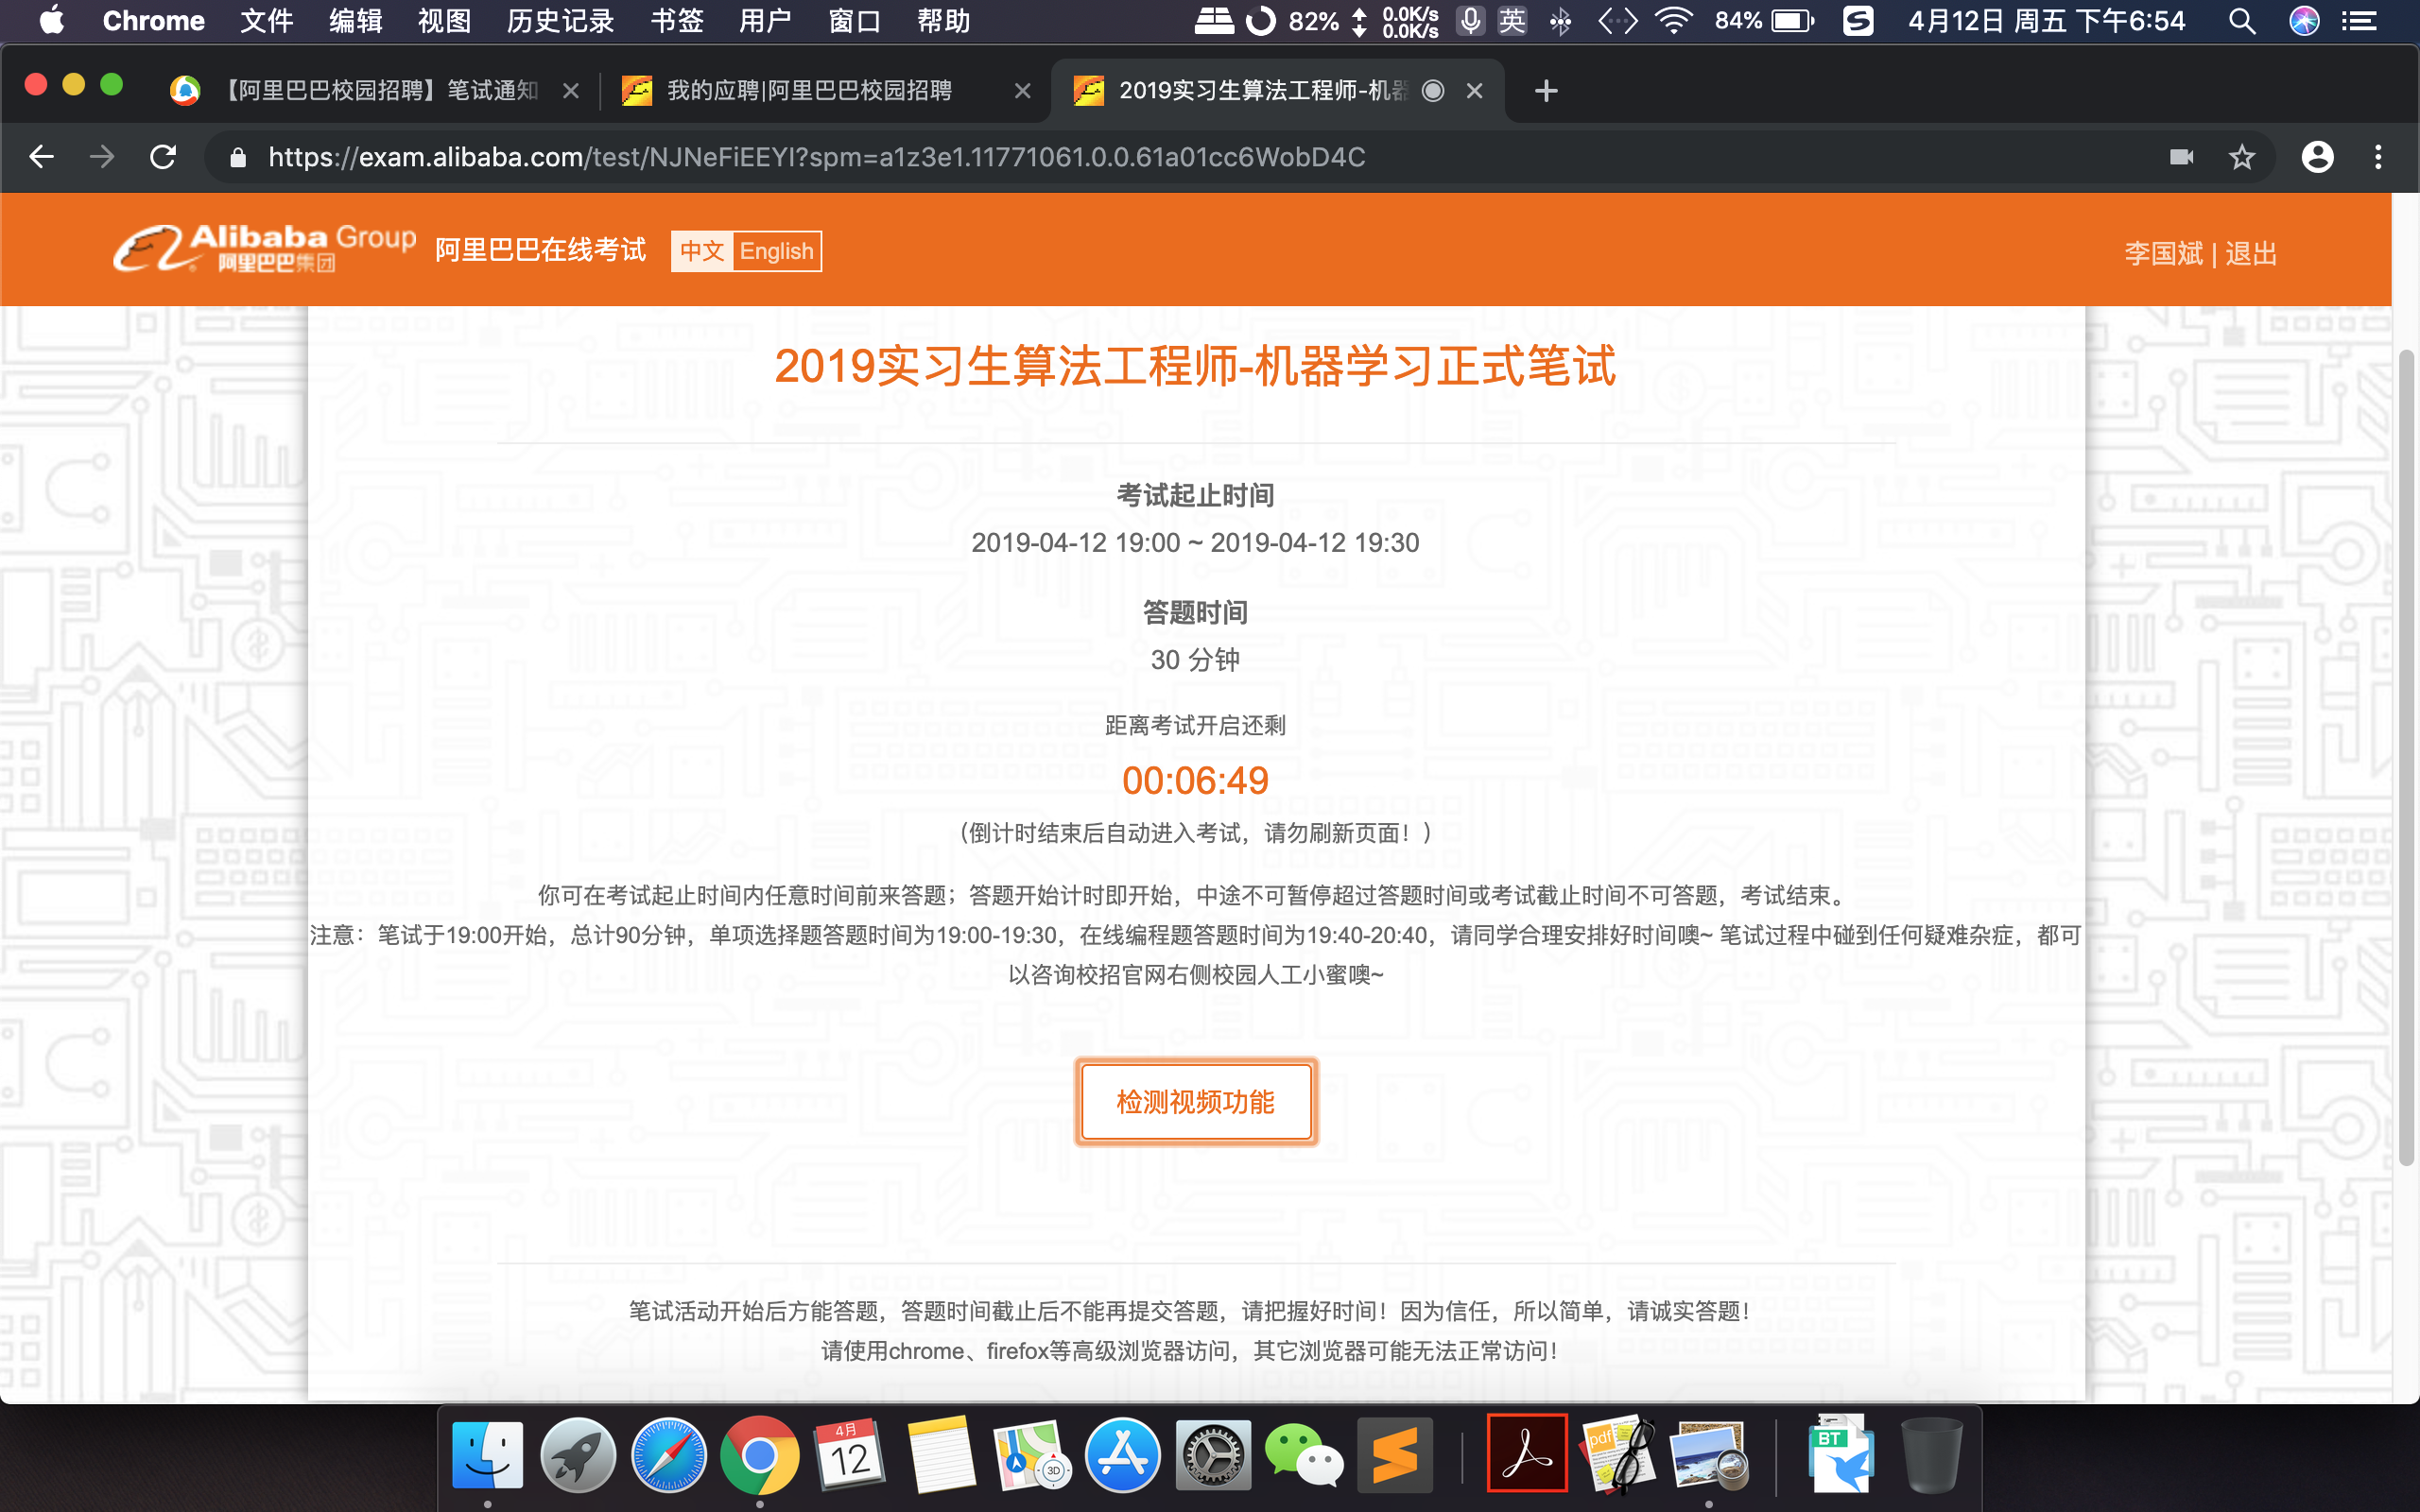 Chrome 文件 编辑 视图 历史记录 书签 用户 窗口 帮助 82% 0.0K/s 0.0K/s 英 84% 4月12日 周五 下午6:54
【阿里巴巴校园招聘】笔试通知 我的应聘|阿里巴巴校园招聘 2019实习生算法工程师-机器
https://exam.alibaba.com/test/NJNeFiEEYI?spm=a1z3e1.11771061.0.0.61a01cc6WobD4C
Alibaba Group
阿里巴巴集团
阿里巴巴在线考试 中文 English 李国斌 | 退出
2019实习生算法工程师-机器学习正式笔试
考试起止时间
2019-04-12 19:00 ~ 2019-04-12 19:30
答题时间
30 分钟
距离考试开启还剩
00:06:49
（倒计时结束后自动进入考试，请勿刷新页面！）
你可在考试起止时间内任意时间前来答题；答题开始计时即开始，中途不可暂停超过答题时间或考试截止时间不可答题，考试结束。
注意：笔试于19:00开始，总计90分钟，单项选择题答题时间为19:00-19:30，在线编程题答题时间为19:40-20:40，请同学合理安排好时间噢~ 笔试过程中碰到任何疑难杂症，都可
以咨询校招官网右侧校园人工小蜜噢~
检测视频功能
笔试活动开始后方能答题，答题时间截止后不能再提交答题，请把握好时间！因为信任，所以简单，请诚实答题！
请使用chrome、firefox等高级浏览器访问，其它浏览器可能无法正常访问！
4月
12
3D
pdf
BT